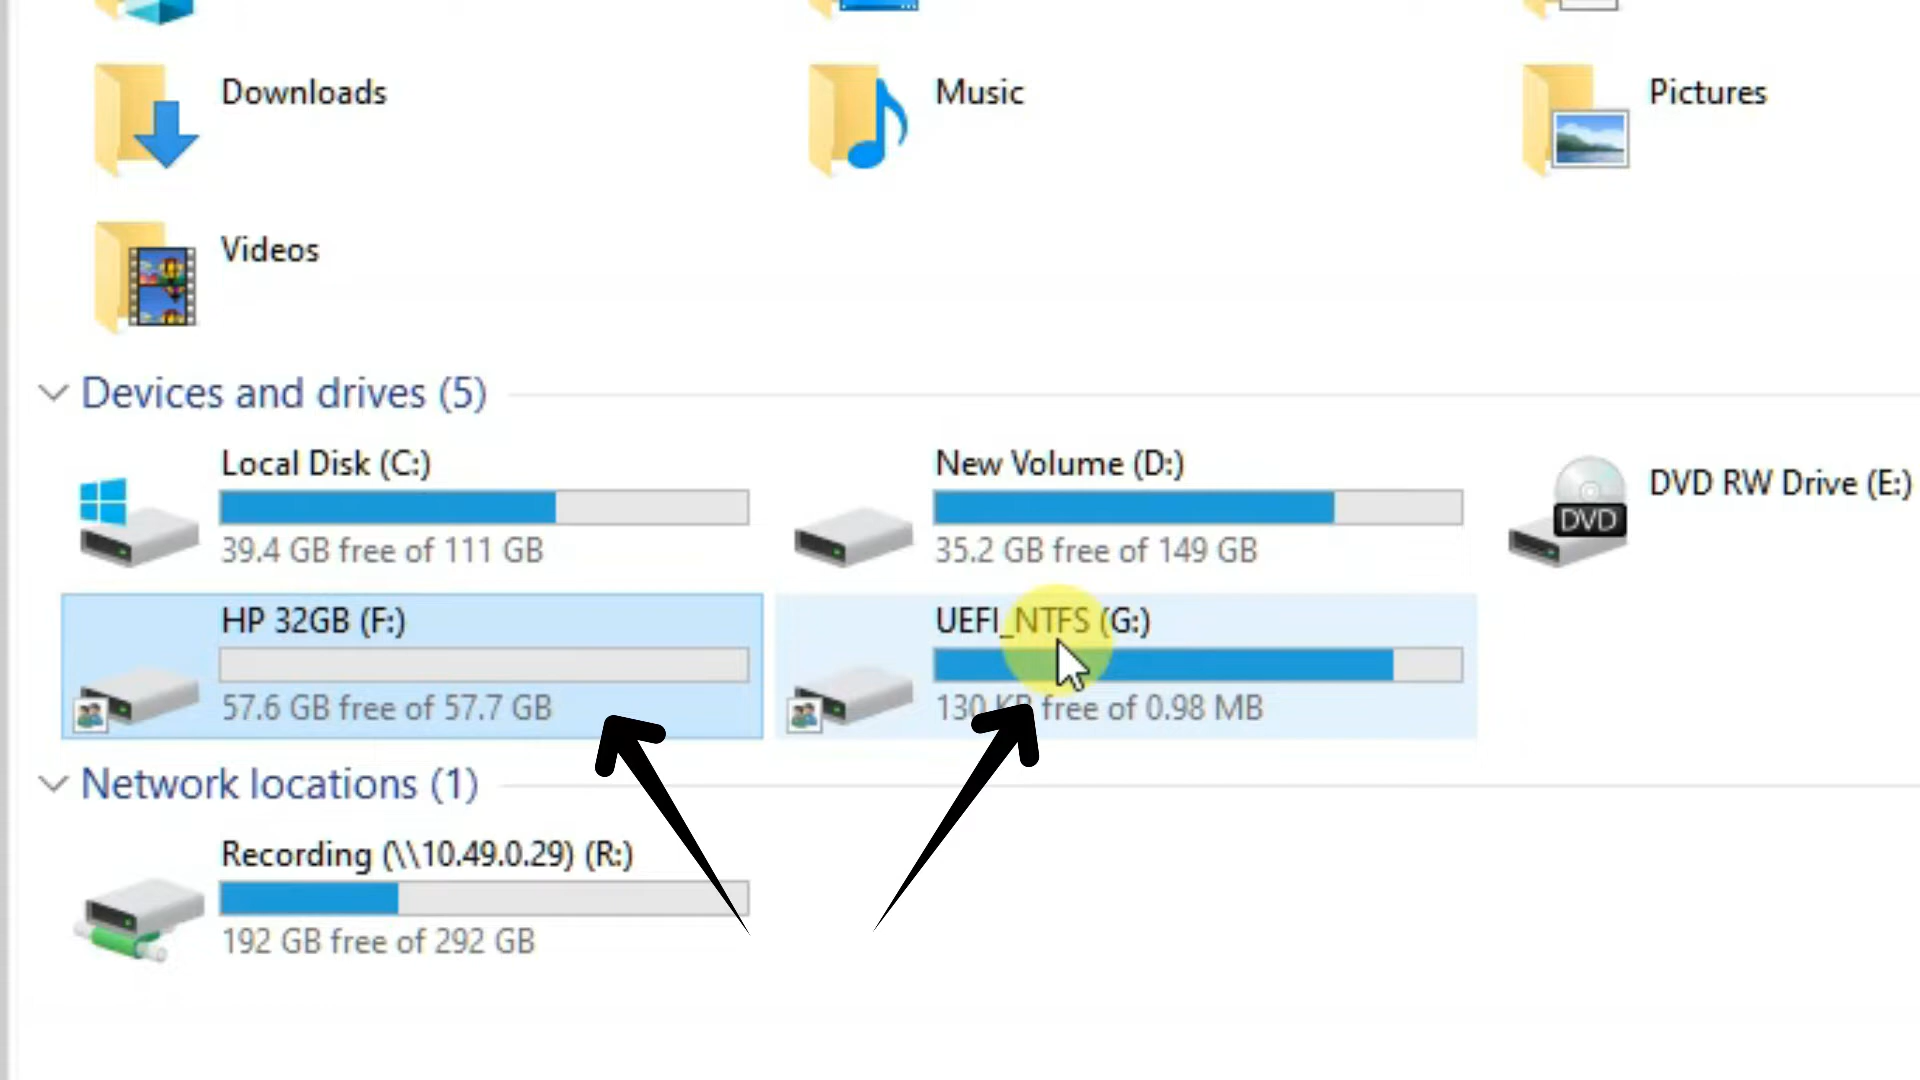 Downloads
Music
Pictures
Videos
Devices and drives (5)
Local Disk (C:)
39.4 GB free of 111 GB
New Volume (D:)
35.2 GB free of 149 GB
DVD RW Drive (E:)
DVD
HP 32GB (F:)
57.6 GB free of 57.7 GB
UEFI_NTFS (G:)
130 KB free of 0.98 MB
Network locations (1)
Recording (\\10.49.0.29) (R:)
192 GB free of 292 GB